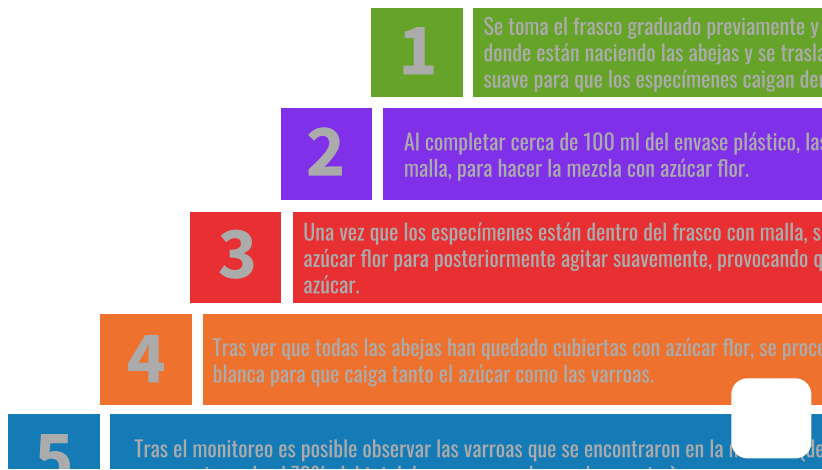 1
Se toma el frasco graduado previamente y
donde están naciendo las abejas y se
suave para que los especímenes caigan
2
Al completar cerca de 100 ml del envase plástico,
malla, para hacer la mezcla con azúcar flor.
3
Una vez que los especímenes están dentro del frasco con malla,
azúcar flor para posteriormente agitar suavemente, provocando
azúcar.
4
Tras ver que todas las abejas han quedado cubiertas con azúcar flor, se
blanca para que caiga tanto el azúcar como las varroas.
5
Tras el monitoreo es posible observar las varroas que se encontraron en la